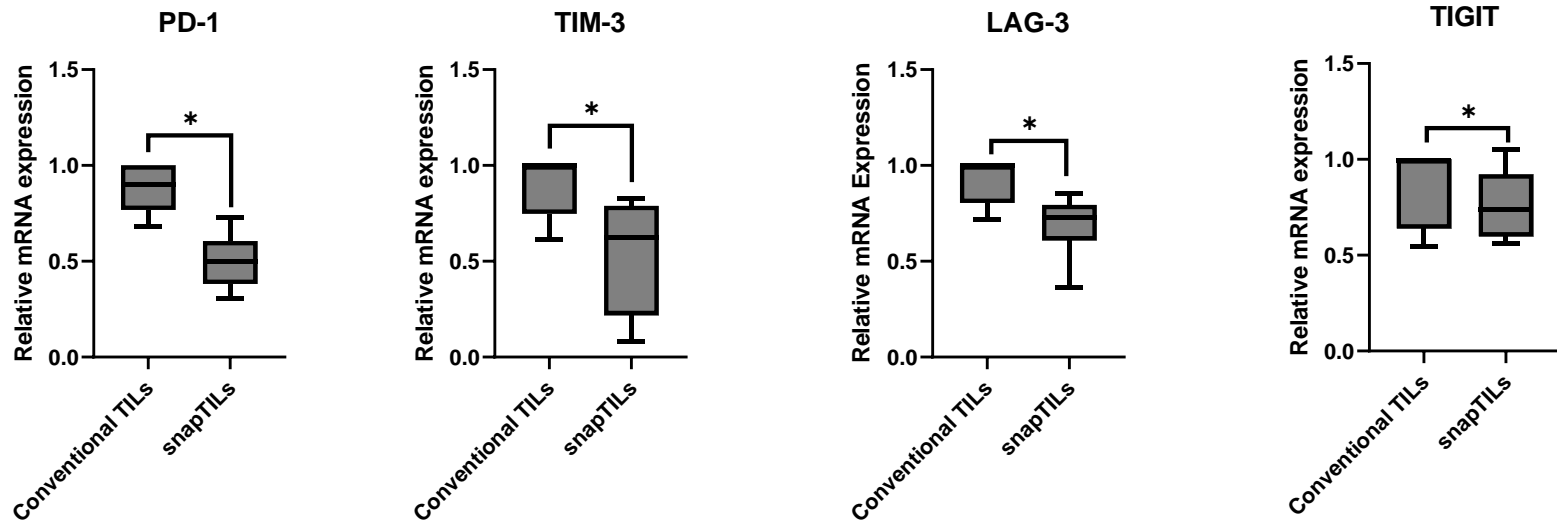 PD-1
Relative mRNA expression
1.5
1.0
0.5
0.0
*
Conventional TILs
snapTILs
TIM-3
Relative mRNA expression
1.5
1.0
0.5
0.0
*
Conventional TILs
snapTILs
LAG-3
Relative mRNA Expression
1.5
1.0
0.5
0.0
*
Conventional TILs
snapTILs
TIGIT
Relative mRNA expression
1.5
1.0
0.5
0.0
*
Conventional TILs
snapTILs